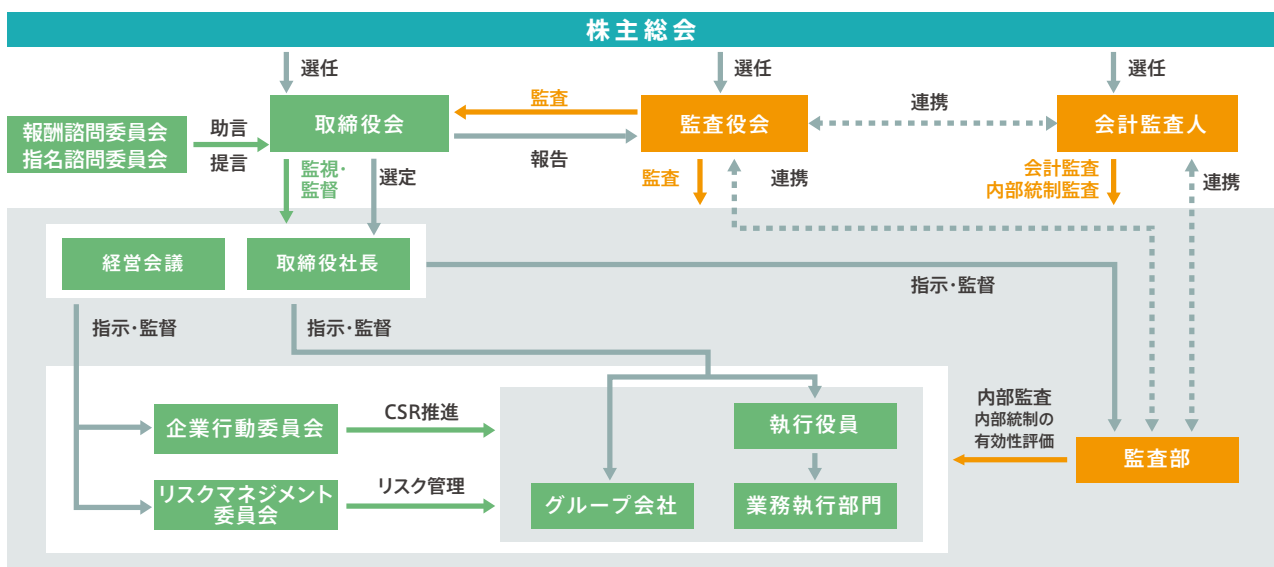 株主総会
選任
選任
選任
報酬諮問委員会
指名諮問委員会
助言
提言
取締役会
監査
報告
監査役会
連携
会計監査人
監視・
監督
選定
監査
連携
会計監査
内部統制監査
連携
経営会議
取締役社長
指示・監督
指示・監督
指示・監督
企業行動委員会
CSR推進
執行役員
内部監査
内部統制の
有効性評価
監査部
リスクマネジメント
委員会
リスク管理
グループ会社
業務執行部門